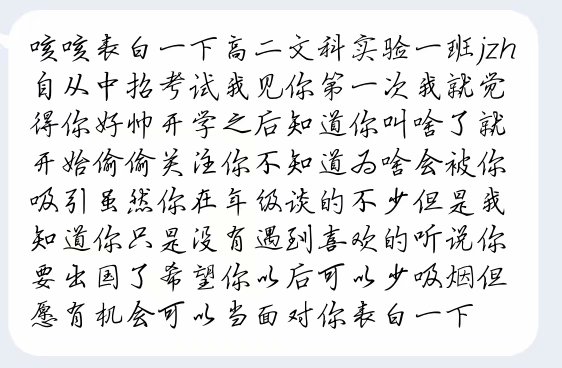 咳咳表白一下高二文科实验一班jzh
自从中招考试我见你第一次我就觉
得你好帅开学之后知道你叫啥了就
开始偷偷关注你不知道为啥会被你
吸引虽然你在年级谈的不少但是我
知道你只是没有遇到喜欢的听说你
要出国了希望你以后可以少吸烟但
愿有机会可以当面对你表白一下